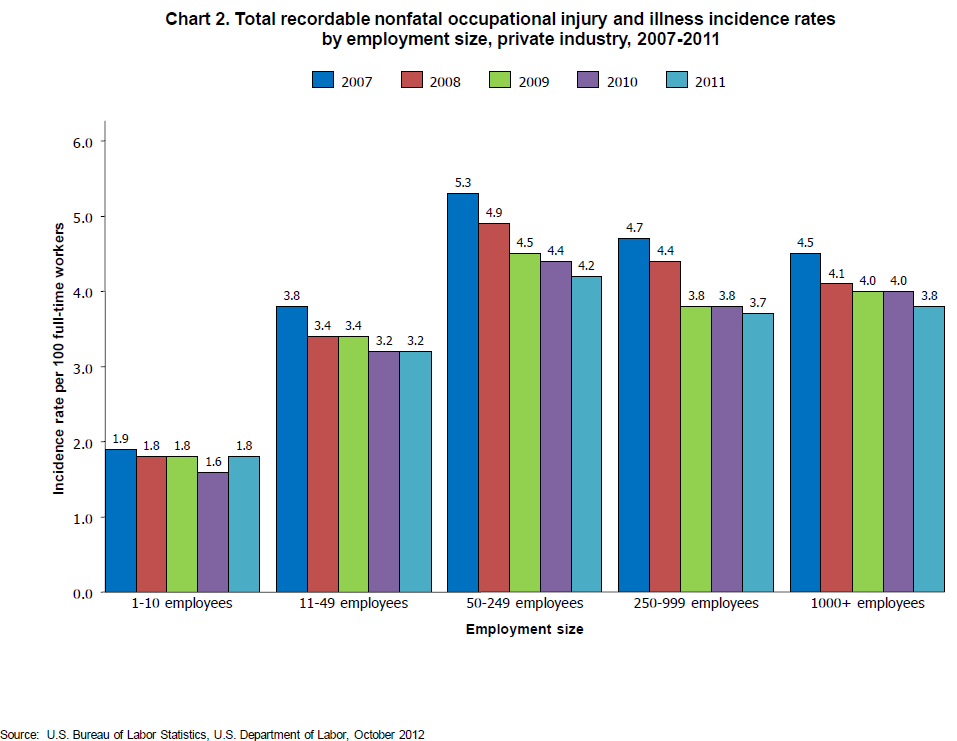 Chart 2. Total recordable nonfatal occupational injury and illness incidence rates
by employment size, private industry, 2007-2011
2007 2008 2009 2010 2011
Incidence rate per 100 full-time workers
6.0
5.0
4.0
3.0
2.0
1.0
0.0
1.9 1.8 1.8 1.6 1.8
3.8 3.4 3.4 3.2 3.2
5.3 4.9 4.5 4.4 4.2
4.7 4.4 3.8 3.8 3.7
4.5 4.1 4.0 4.0 3.8
1-10 employees 11-49 employees 50-249 employees 250-999 employees 1000+ employees
Employment size
Source: U.S. Bureau of Labor Statistics, U.S. Department of Labor, October 2012